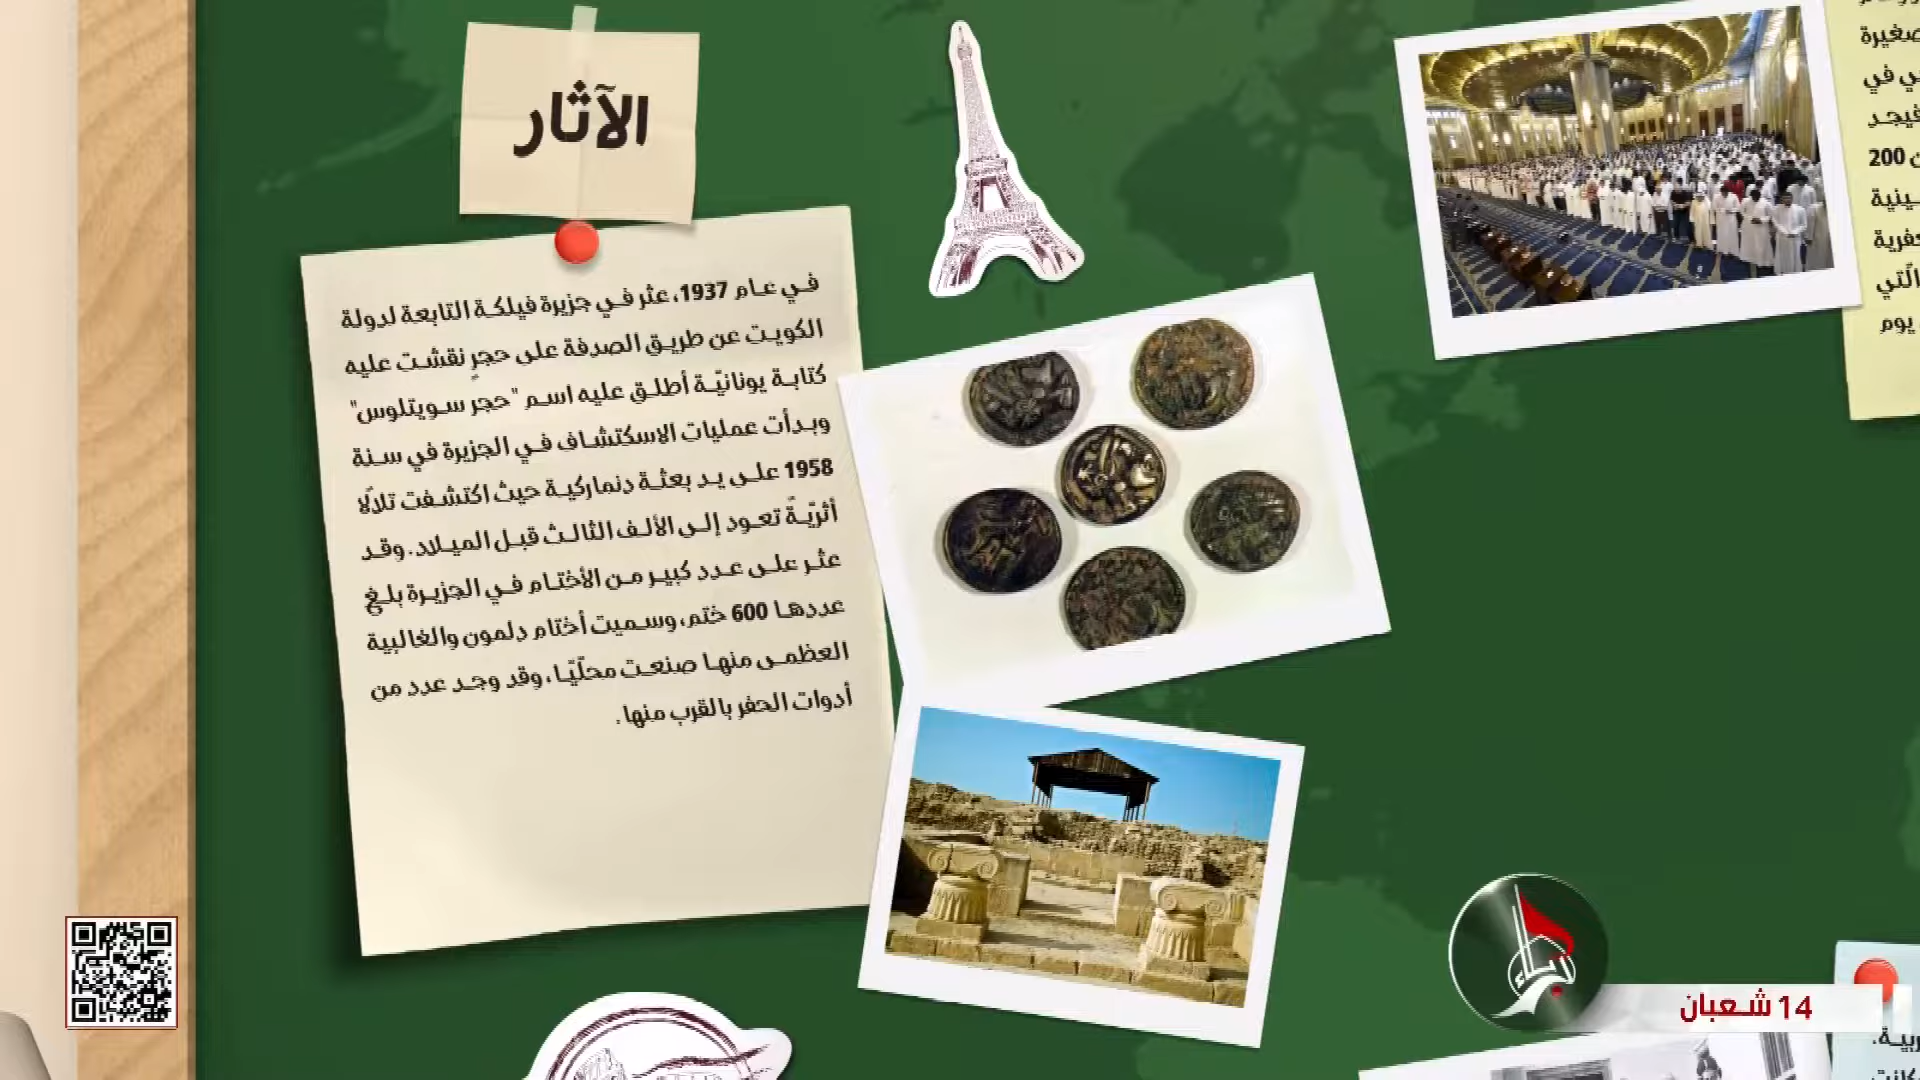 الآثار
في عام 1937، عثر في جزيرة فيلكة التابعة لدولة
الكويت عن طريق الصدفة على حجرٍ نقشت عليه
كتابة يونانيّة أطلق عليه اسم "حجر سويتلوس"
وبدأت عمليات الاستكشاف في الجزيرة في سنة
1958 على يد بعثة دنماركية حيث اكتشفت تلالًا
أثريّةً تعود إلى الألف الثالث قبل الميلاد. وقد
عثر على عدد كبير من الأختام في الجزيرة بلغ
عددها 600 ختم، وسميت أختام دلمون والغالبية
العظمى منها صنعت محلّيّا، وقد وجد عدد من
أدوات الحفر بالقرب منها.
صغيرة
في
200
الّتي
يوم
كربلاء
14 شعبان